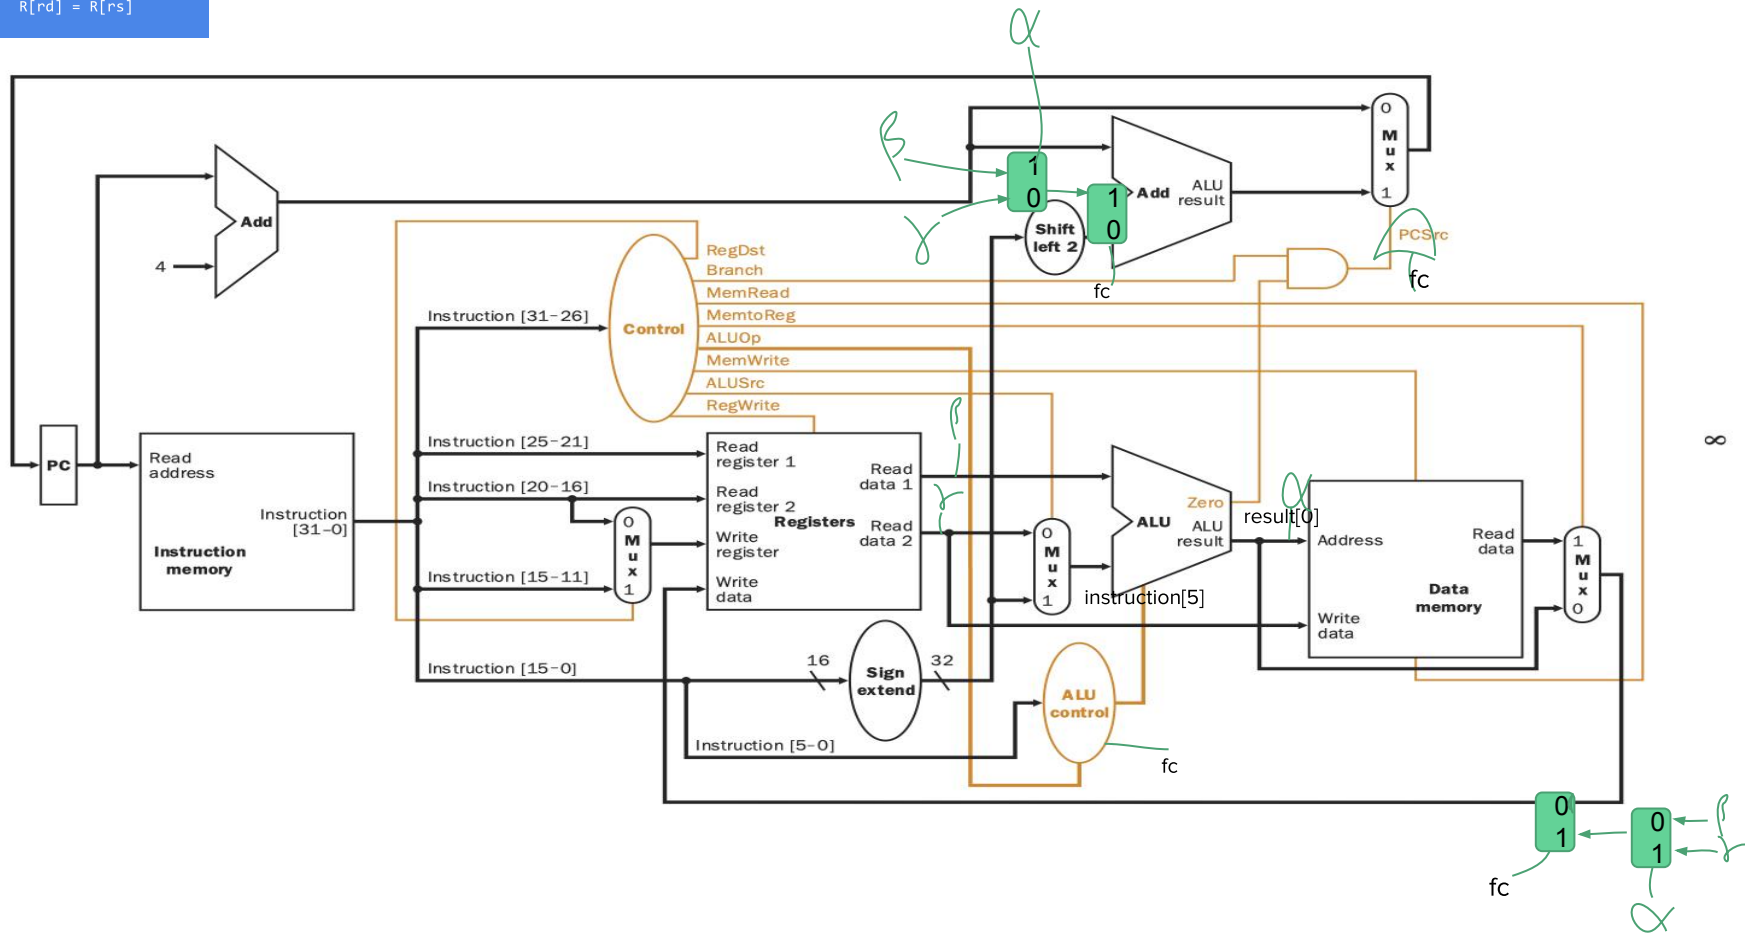 R[rd] = R[rs]
α
0
M
u
x
1
β
1
0
γ
Add
ALU
result
1
0
Shift
left 2
fc
PCSrc
fc
Add
4
RegDst
Branch
MemRead
MemtoReg
ALUOp
MemWrite
ALUSrc
RegWrite
Control
Instruction [31–26]
Instruction [25–21]
Instruction [20–16]
Instruction [15–11]
Instruction [15–0]
Instruction [5–0]
PC
Read
address
Instruction
[31–0]
Instruction
memory
0
M
u
x
1
Read
register 1
Read
register 2
Write
register
Write
data
Registers
Read
data 1
Read
data 2
β
γ
0
M
u
x
1
Zero
ALU
ALU
result
result[0]
α
instruction[5]
Address
Write
data
Read
data
Data
memory
1
M
u
x
0
∞
16
Sign
extend
32
ALU
control
fc
0
1
fc
0
1
β
γ
α